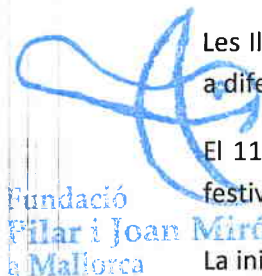 Les Il
a dife
El 11
festiv
Fundació
Pilar i Joan Miró
a Mallorca
La ini